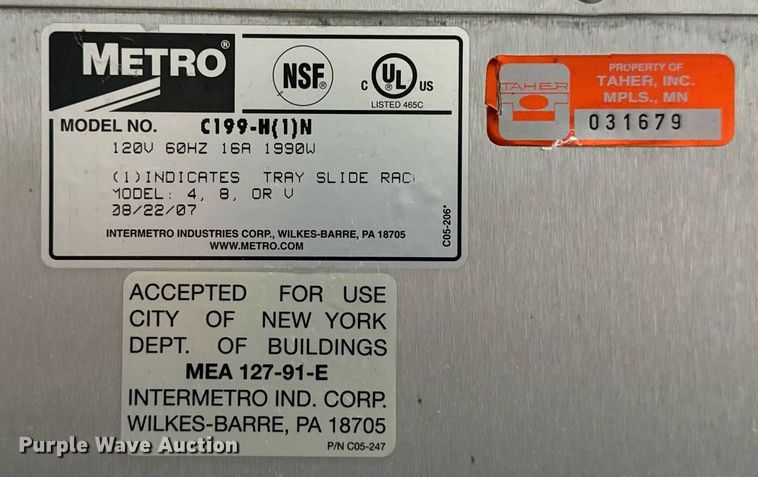 METRO®
NSF®
C UL® US
LISTED 465C
MODEL NO. C199-H(1)N
120V 60HZ 16A 1990W
(1)INDICATES TRAY SLIDE RAC
MODEL: 4, 8, OR U
08/22/07
INTERMETRO INDUSTRIES CORP., WILKES-BARRE, PA 18705
WWW.METRO.COM
C05-206*
TAHER
PROPERTY OF
TAHER, INC.
MPLS., MN
031679
ACCEPTED FOR USE
CITY OF NEW YORK
DEPT. OF BUILDINGS
MEA 127-91-E
INTERMETRO IND. CORP.
WILKES-BARRE, PA 18705
P/N C05-247
Purple Wave Auction